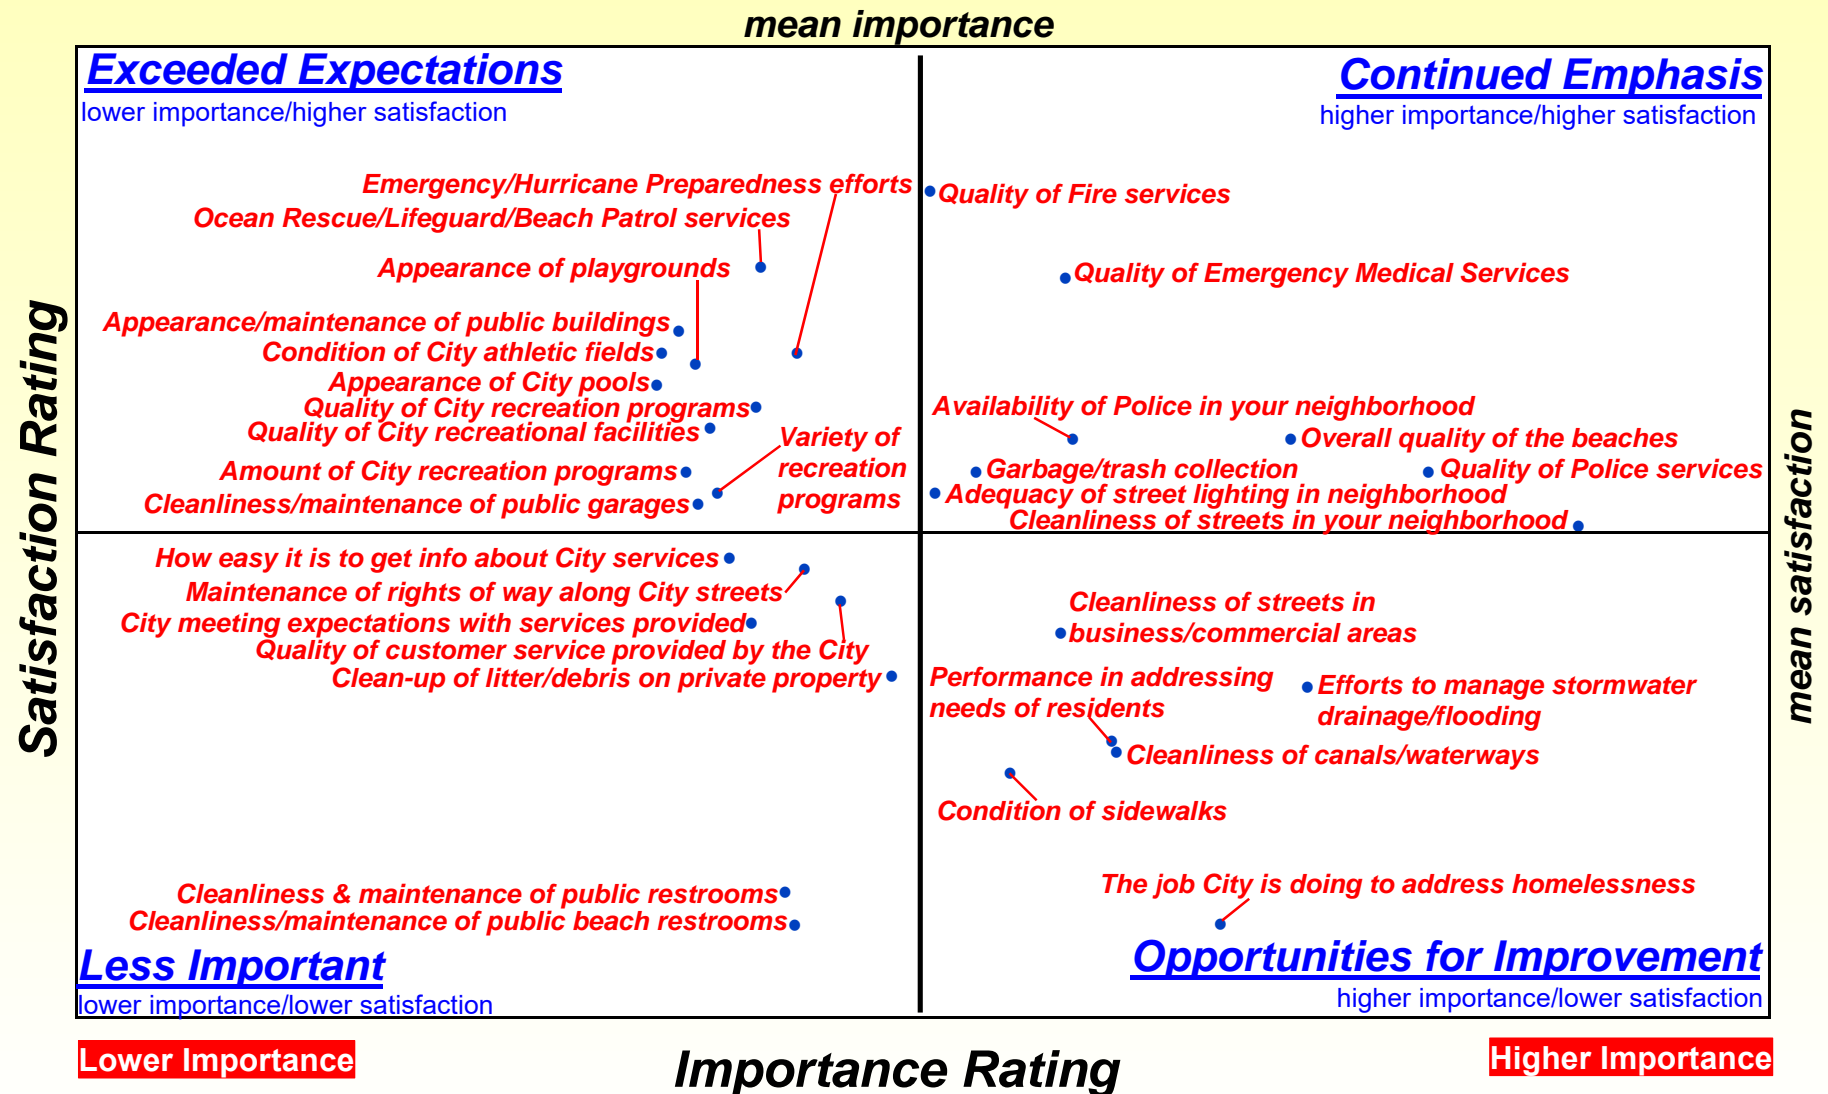 mean importance
Exceeded Expectations
lower importance/higher satisfaction
Continued Emphasis
higher importance/higher satisfaction
Emergency/Hurricane Preparedness efforts
Ocean Rescue/Lifeguard/Beach Patrol services
Appearance of playgrounds
Appearance/maintenance of public buildings
Condition of City athletic fields
Appearance of City pools
Quality of City recreation programs
Quality of City recreational facilities
Variety of
recreation
programs
Amount of City recreation programs
Cleanliness/maintenance of public garages
Quality of Fire services
Quality of Emergency Medical Services
Availability of Police in your neighborhood
Overall quality of the beaches
Garbage/trash collection
Quality of Police services
Adequacy of street lighting in neighborhood
Cleanliness of streets in your neighborhood
Satisfaction Rating
mean satisfaction
How easy it is to get info about City services
Maintenance of rights of way along City streets
City meeting expectations with services provided
Quality of customer service provided by the City
Clean-up of litter/debris on private property
Cleanliness & maintenance of public restrooms
Cleanliness/maintenance of public beach restrooms
Less Important
lower importance/lower satisfaction
Cleanliness of streets in
business/commercial areas
Performance in addressing
needs of residents
Efforts to manage stormwater
drainage/flooding
Cleanliness of canals/waterways
Condition of sidewalks
The job City is doing to address homelessness
Opportunities for Improvement
higher importance/lower satisfaction
Lower Importance
Importance Rating
Higher Importance